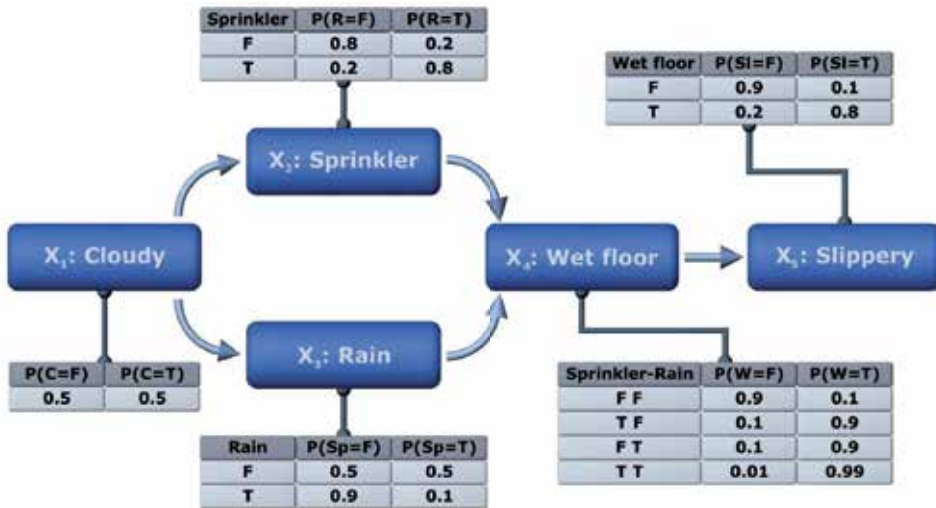 Sprinkler P(R=F) P(R=T)
F 0.8 0.2
T 0.2 0.8
Wet floor P(Sl=F) P(Sl=T)
F 0.9 0.1
T 0.2 0.8
X₂: Sprinkler
X₁: Cloudy
X₄: Wet floor
X₅: Slippery
X₃: Rain
P(C=F) P(C=T)
0.5 0.5
Sprinkler-Rain P(W=F) P(W=T)
F F 0.9 0.1
T F 0.1 0.9
F T 0.1 0.9
T T 0.01 0.99
Rain P(Sp=F) P(Sp=T)
F 0.5 0.5
T 0.9 0.1